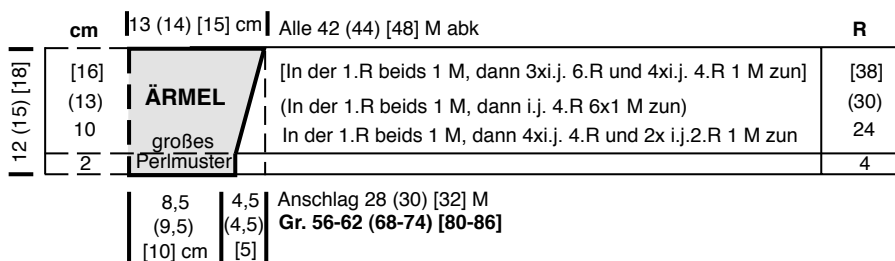 cm 13 (14) [15] cm Alle 42 (44) [48] M abk R
12 (15) [18]
[16] [In der 1.R beids 1 M, dann 3xi.j. 6.R und 4xi.j. 4.R 1 M zun] [38]
(13) ÄRMEL (In der 1.R beids 1 M, dann i.j. 4.R 6x1 M zun) (30)
10 großes In der 1.R beids 1 M, dann 4xi.j. 4.R und 2x i.j.2.R 1 M zun 24
2 Perlmuster 4
8,5 4,5 Anschlag 28 (30) [32] M
(9,5) (4,5) Gr. 56-62 (68-74) [80-86]
[10] cm [5]